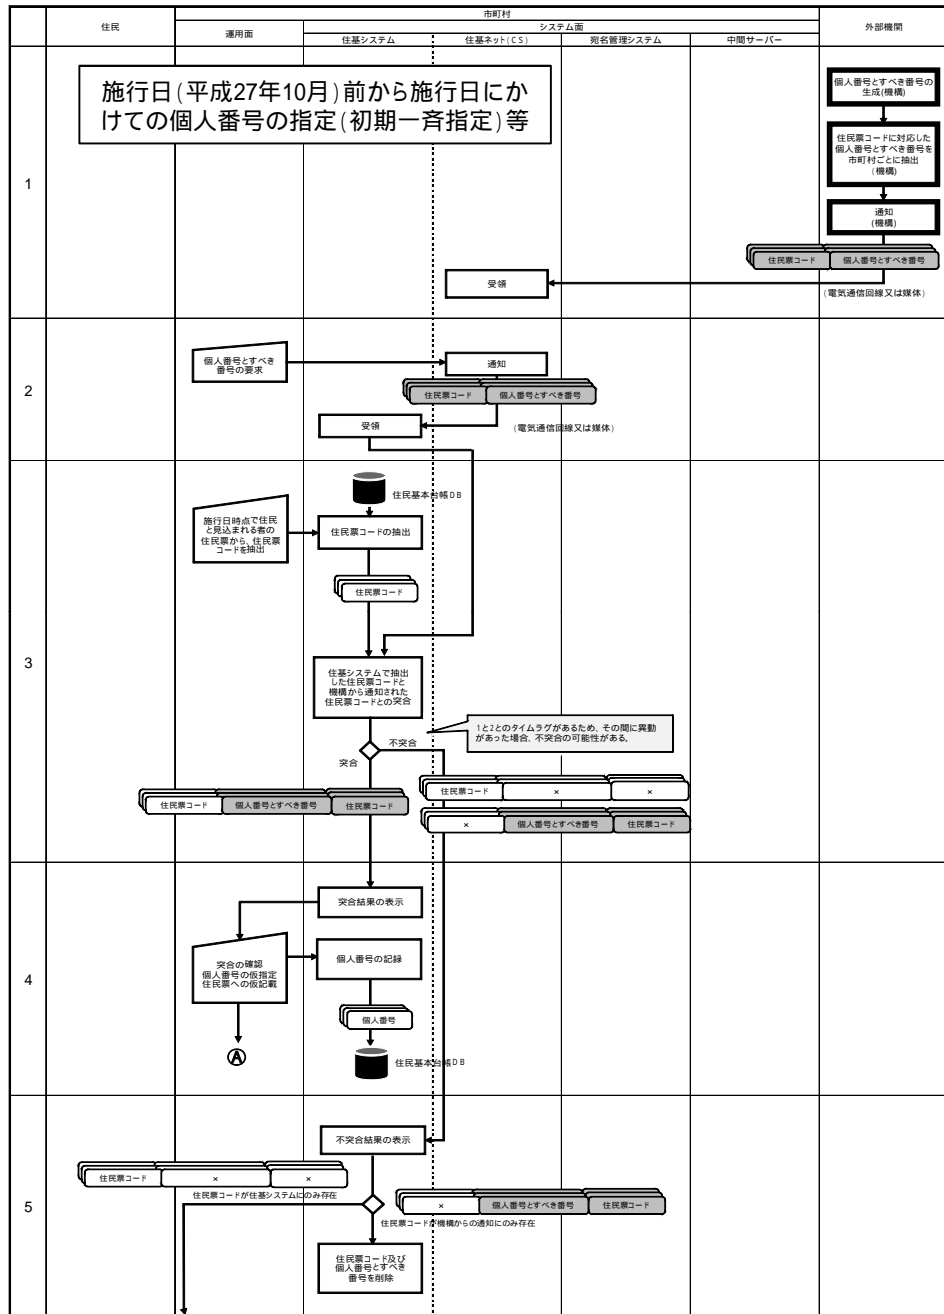 住民
市町村
外部機関
運用面
システム面
住基システム
住基ネット(CS)
宛名管理システム
中間サーバー
施行日(平成27年10月)前から施行日にか
けての個人番号の指定(初期一斉指定)等
1
個人番号とすべき番号の
生成(機構)
住民票コードに対応した
個人番号とすべき番号を
市町村ごとに抽出
(機構)
通知
(機構)
住民票コード
個人番号とすべき番号
受領
(電気通信回線又は媒体)
2
個人番号とすべき
番号の要求
通知
住民票コード
個人番号とすべき番号
受領
(電気通信回線又は媒体)
3
住民基本台帳DB
施行日時点で住民
と見込まれる者の
住民票から、住民票
コードを抽出
住民票コードの抽出
住民票コード
住基システムで抽出
した住民票コードと
機構から通知された
住民票コードとの突合
1と2とのタイムラグがあるため、その間に異動
があった場合、不突合の可能性がある。
不突合
突合
住民票コード
×
×
住民票コード
個人番号とすべき番号
住民票コード
×
個人番号とすべき番号
住民票コード
4
突合結果の表示
突合の確認
個人番号の仮指定
住民票への仮記載
個人番号の記録
個人番号
A
住民基本台帳DB
5
不突合結果の表示
住民票コード
×
×
住民票コードが住基システムにのみ存在
×
個人番号とすべき番号
住民票コード
住民票コードが機構からの通知にのみ存在
住民票コード及び
個人番号とすべき
番号を削除